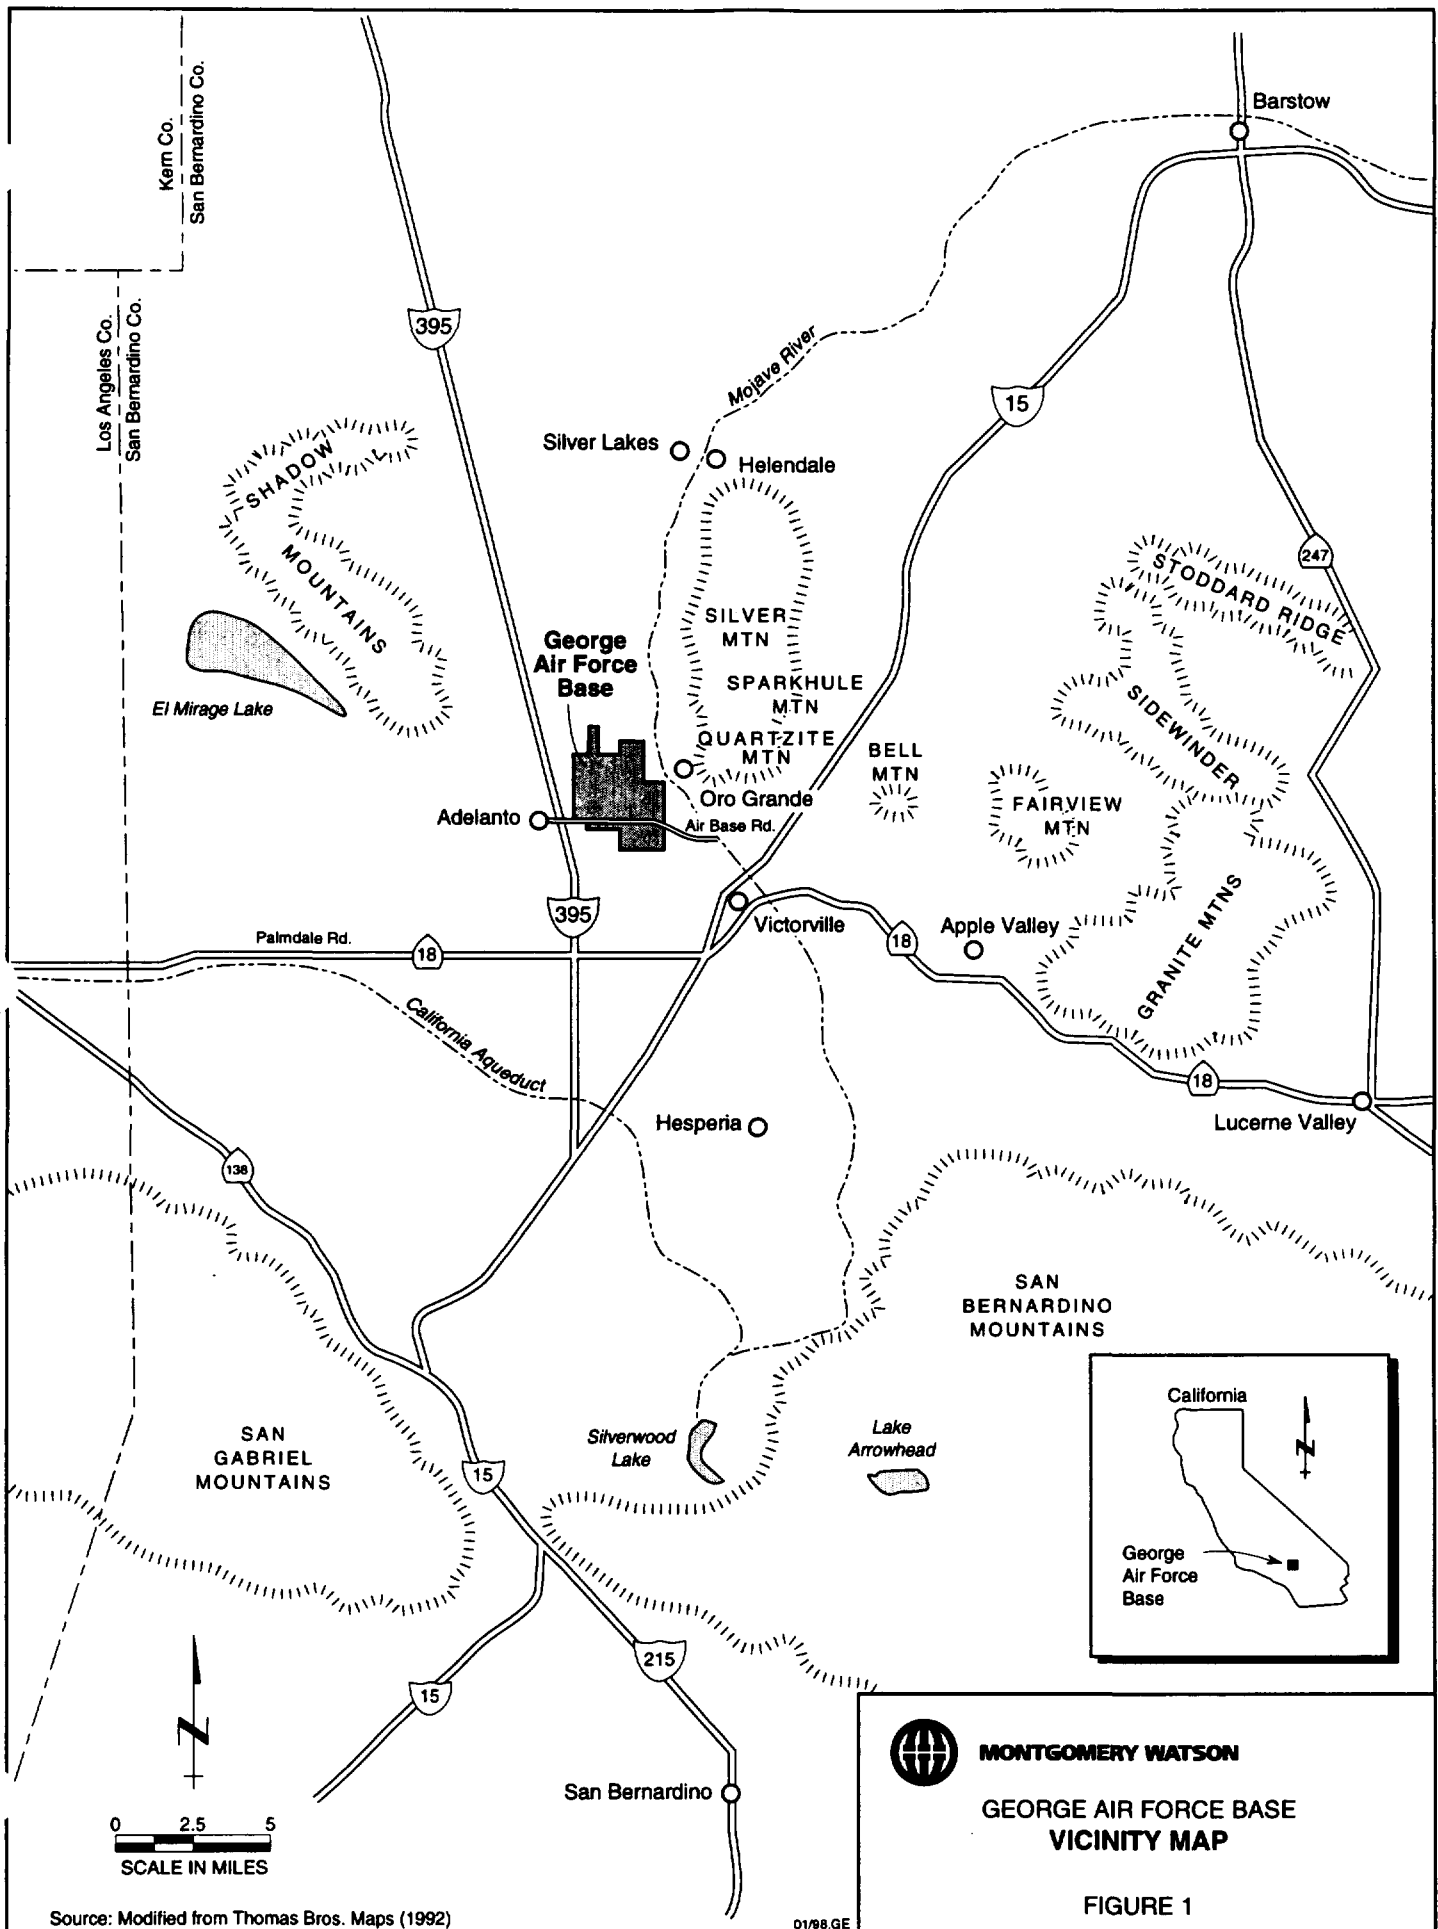 Kern Co.
San Bernardino Co.
Barstow
Los Angeles Co.
San Bernardino Co.
395
Mojave River
15
SHADOW
MOUNTAINS
Silver Lakes
Helendale
247
STODDARD RIDGE
SILVER
MTN
George
Air Force
Base
El Mirage Lake
SPARKHULE
MTN
SIDEWINDER
QUARTZITE
MTN
BELL
MTN
Oro Grande
FAIRVIEW
MTN
Adelanto
Air Base Rd.
395
Victorville
Palmdale Rd.
18
18
Apple Valley
GRANITE MTNS
California Aqueduct
18
Hesperia
Lucerne Valley
138
SAN
BERNARDINO
MOUNTAINS
SAN
GABRIEL
MOUNTAINS
Silverwood
Lake
Lake
Arrowhead
15
California
N
George
Air Force
Base
215
15
N
San Bernardino
0 2.5 5
SCALE IN MILES
Source: Modified from Thomas Bros. Maps (1992)
01/98.GE
MONTGOMERY WATSON
GEORGE AIR FORCE BASE
VICINITY MAP
FIGURE 1